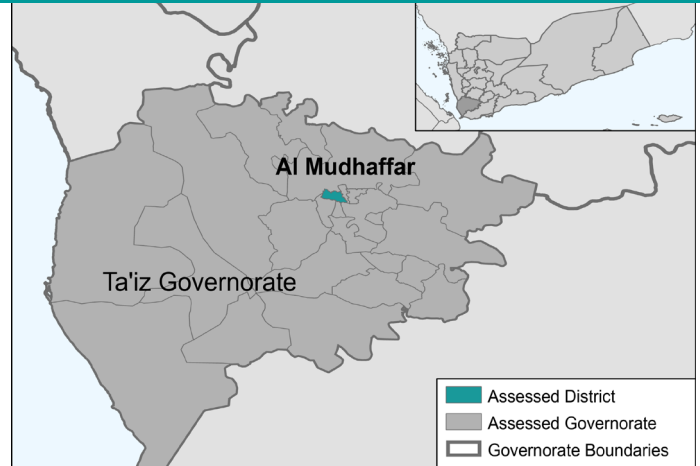 Al Mudhaffar
Ta'iz Governorate
Assessed District
Assessed Governorate
Governorate Boundaries